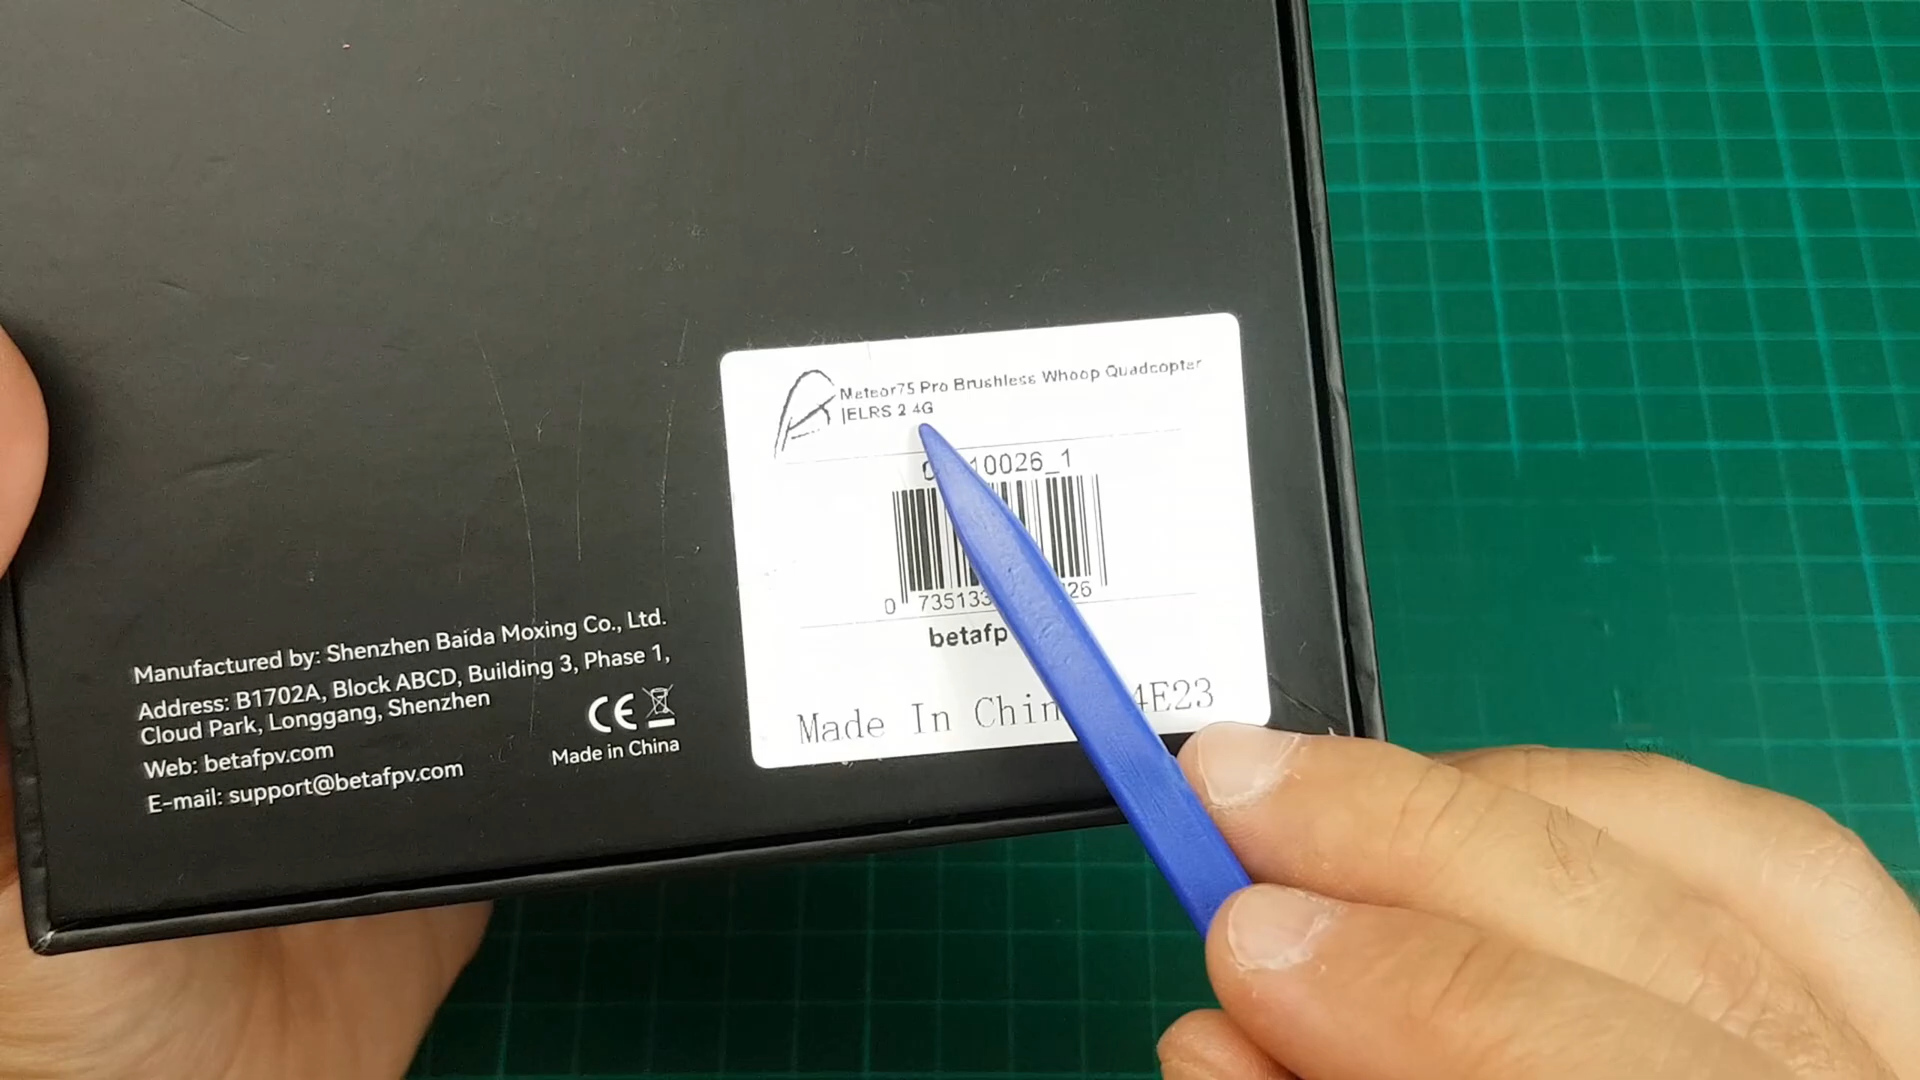 Meteor75 Pro Brushless Whoop Quadcopter
|ELRS 2.4G
10026_1
0 735133 26
betafp
Made In Chin 4E23
Manufactured by: Shenzhen Baida Moxing Co., Ltd.
Address: B1702A, Block ABCD, Building 3, Phase 1,
Cloud Park, Longgang, Shenzhen
Web: betafpv.com
E-mail: support@betafpv.com
CE
Made in China